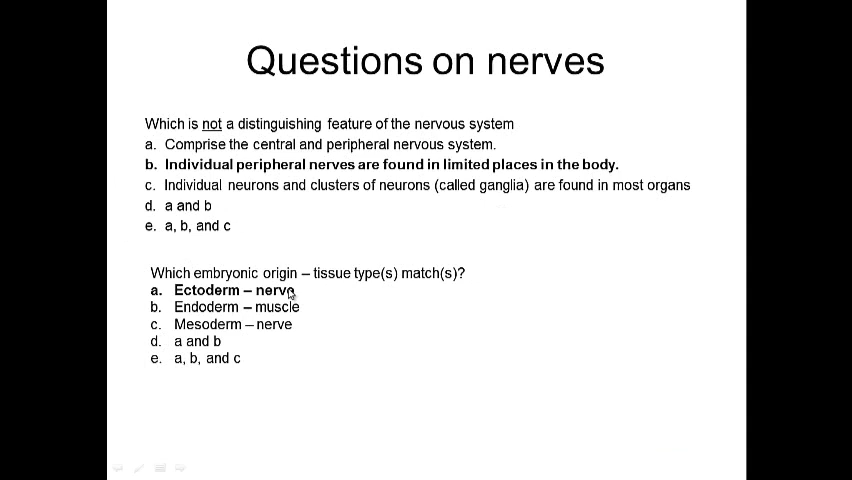 Questions on nerves
Which is not a distinguishing feature of the nervous system
a. Comprise the central and peripheral nervous system.
b. Individual peripheral nerves are found in limited places in the body.
c. Individual neurons and clusters of neurons (called ganglia) are found in most organs
d. a and b
e. a, b, and c
Which embryonic origin – tissue type(s) match(s)?
a. Ectoderm – nerve
b. Endoderm – muscle
c. Mesoderm – nerve
d. a and b
e. a, b, and c